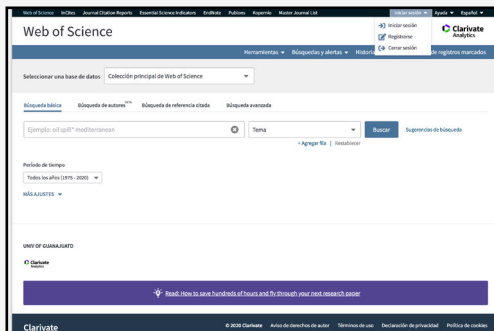 Web of Science InCites Journal Citation Reports Essential Science Indicators EndNote Publons Kopernio Master Journal List
Iniciar sesión Ayuda Español
Web of Science
Iniciar sesión
Registrarse
Cerrar sesión
Clarivate
Analytics
Herramientas Búsquedas y alertas Historia de registros marcados
Seleccionar una base de datos Colección principal de Web of Science
Búsqueda básica Búsqueda de autores BETA Búsqueda de referencia citada Búsqueda avanzada
Ejemplo: oil spill* mediterranean Tema Buscar Sugerencias de búsqueda
+ Agregar fila | Restablecer
Período de tiempo
Todos los años (1975 - 2020)
MÁS AJUSTES
UNIV OF GUANAJUATO
Clarivate
Analytics
Read: How to save hundreds of hours and fly through your next research paper
Clarivate © 2020 Clarivate Aviso de derechos de autor Términos de uso Declaración de privacidad Política de cookies